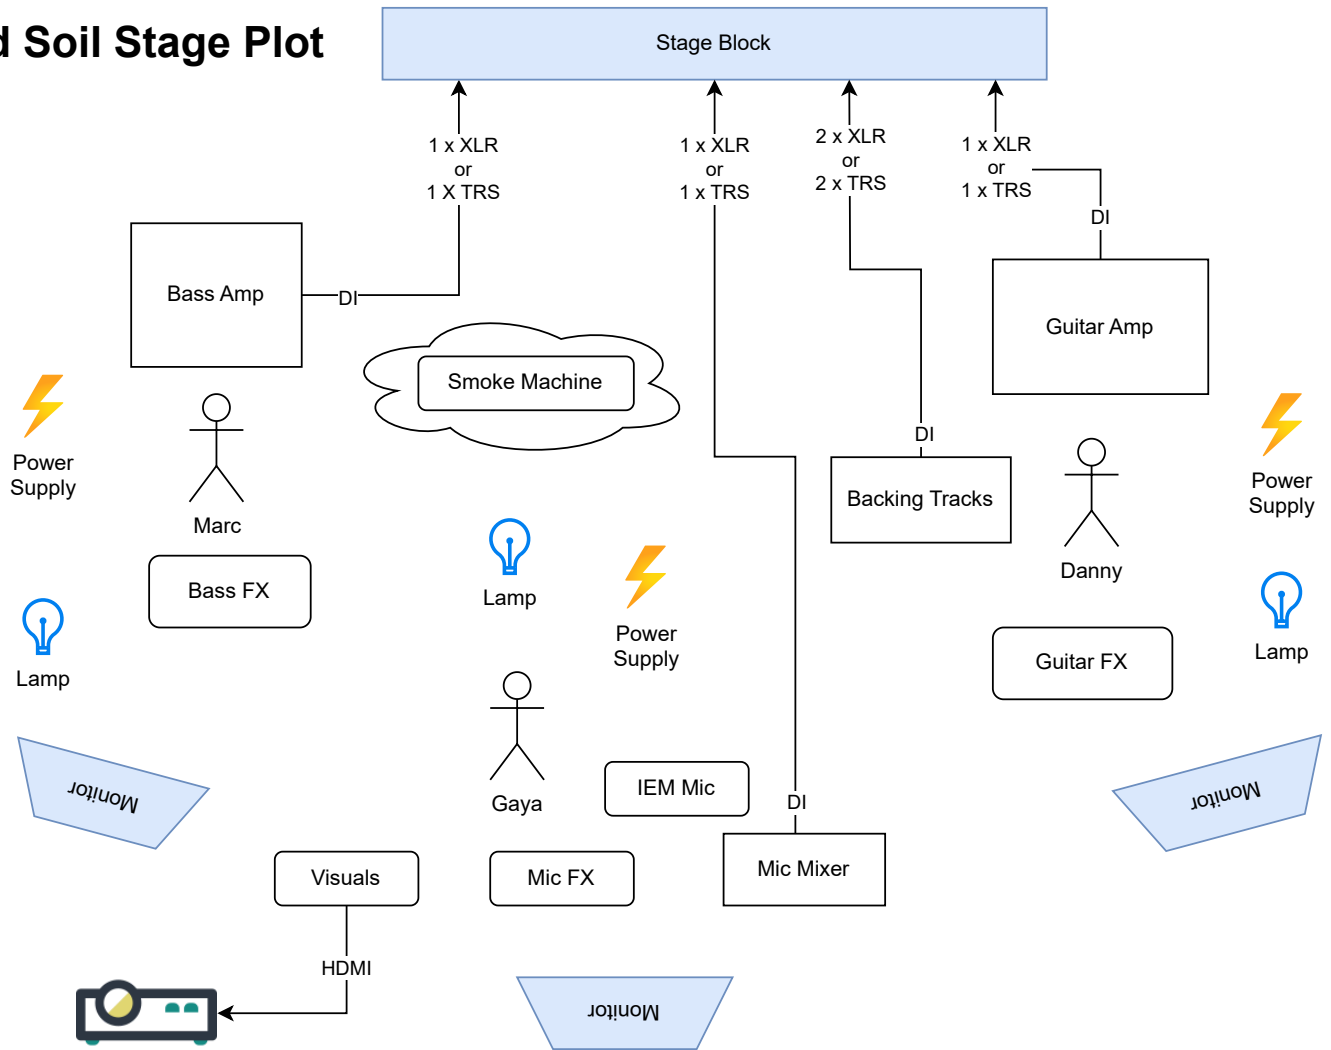 Soil Stage Plot
Stage Block
1 x XLR
or
1 X TRS
1 x XLR
or
1 x TRS
2 x XLR
or
2 x TRS
1 x XLR
or
1 x TRS
DI
Bass Amp
DI
Guitar Amp
Smoke Machine
DI
Power
Supply
Marc
Backing Tracks
Power
Supply
Danny
Bass FX
Lamp
Power
Supply
Guitar FX
Lamp
Lamp
Monitor
Gaya
IEM Mic
DI
Monitor
Visuals
Mic FX
Mic Mixer
HDMI
Monitor